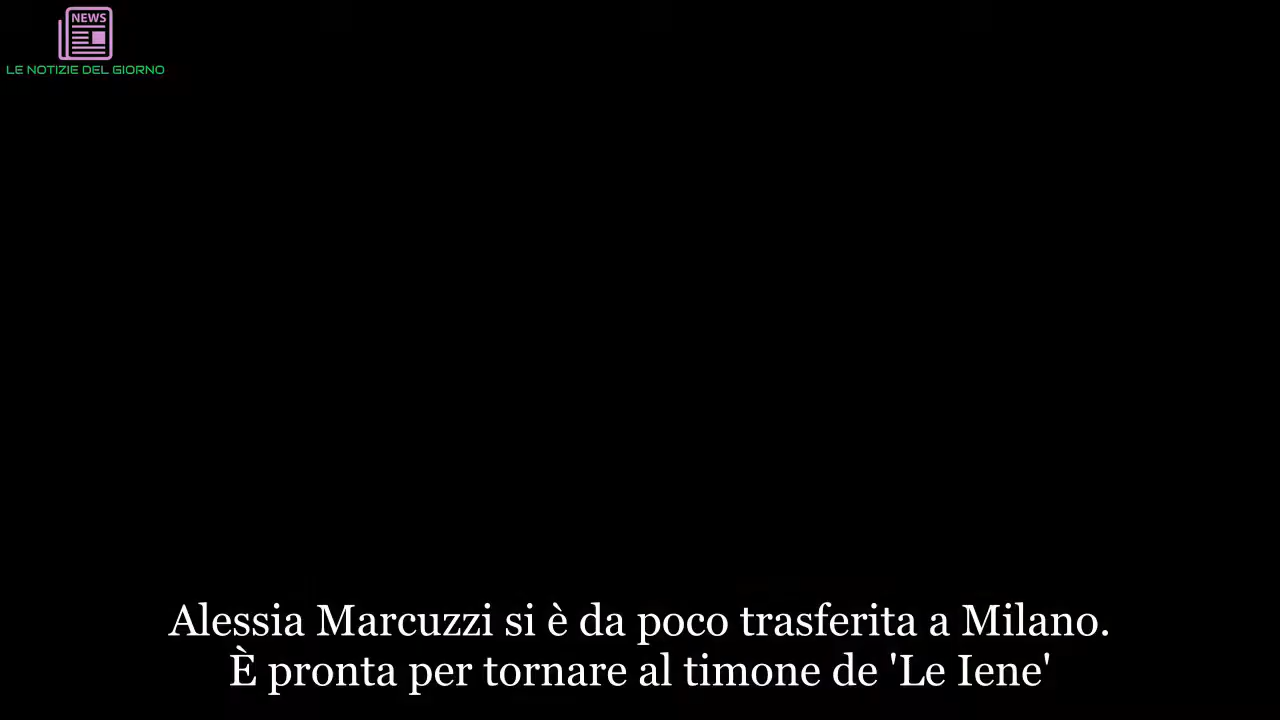 NEWS
LE NOTIZIE DEL GIORNO
Alessia Marcuzzi si è da poco trasferita a Milano.
È pronta per tornare al timone de 'Le Iene'